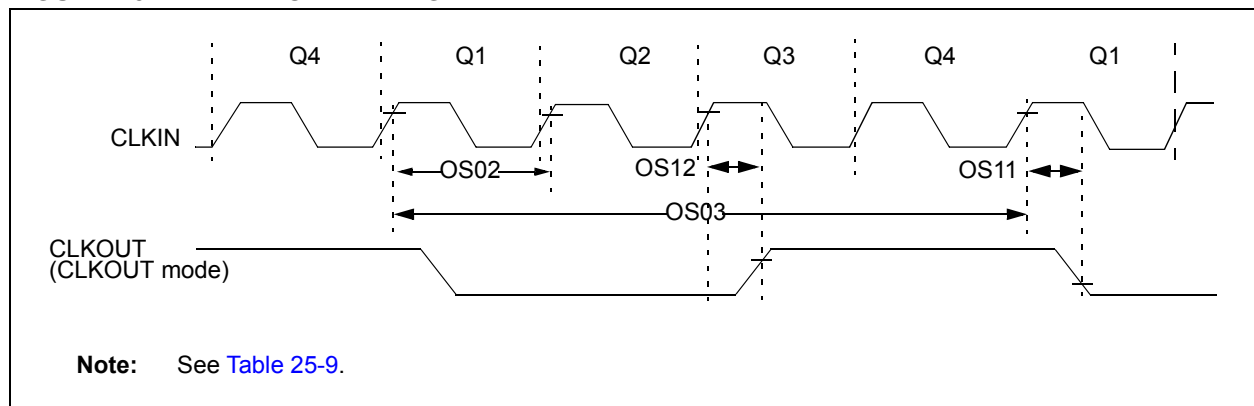 Q4 Q1 Q2 Q3 Q4 Q1
CLKIN
OS02 OS12 OS11
OS03
CLKOUT
(CLKOUT mode)
Note: See Table 25-9.